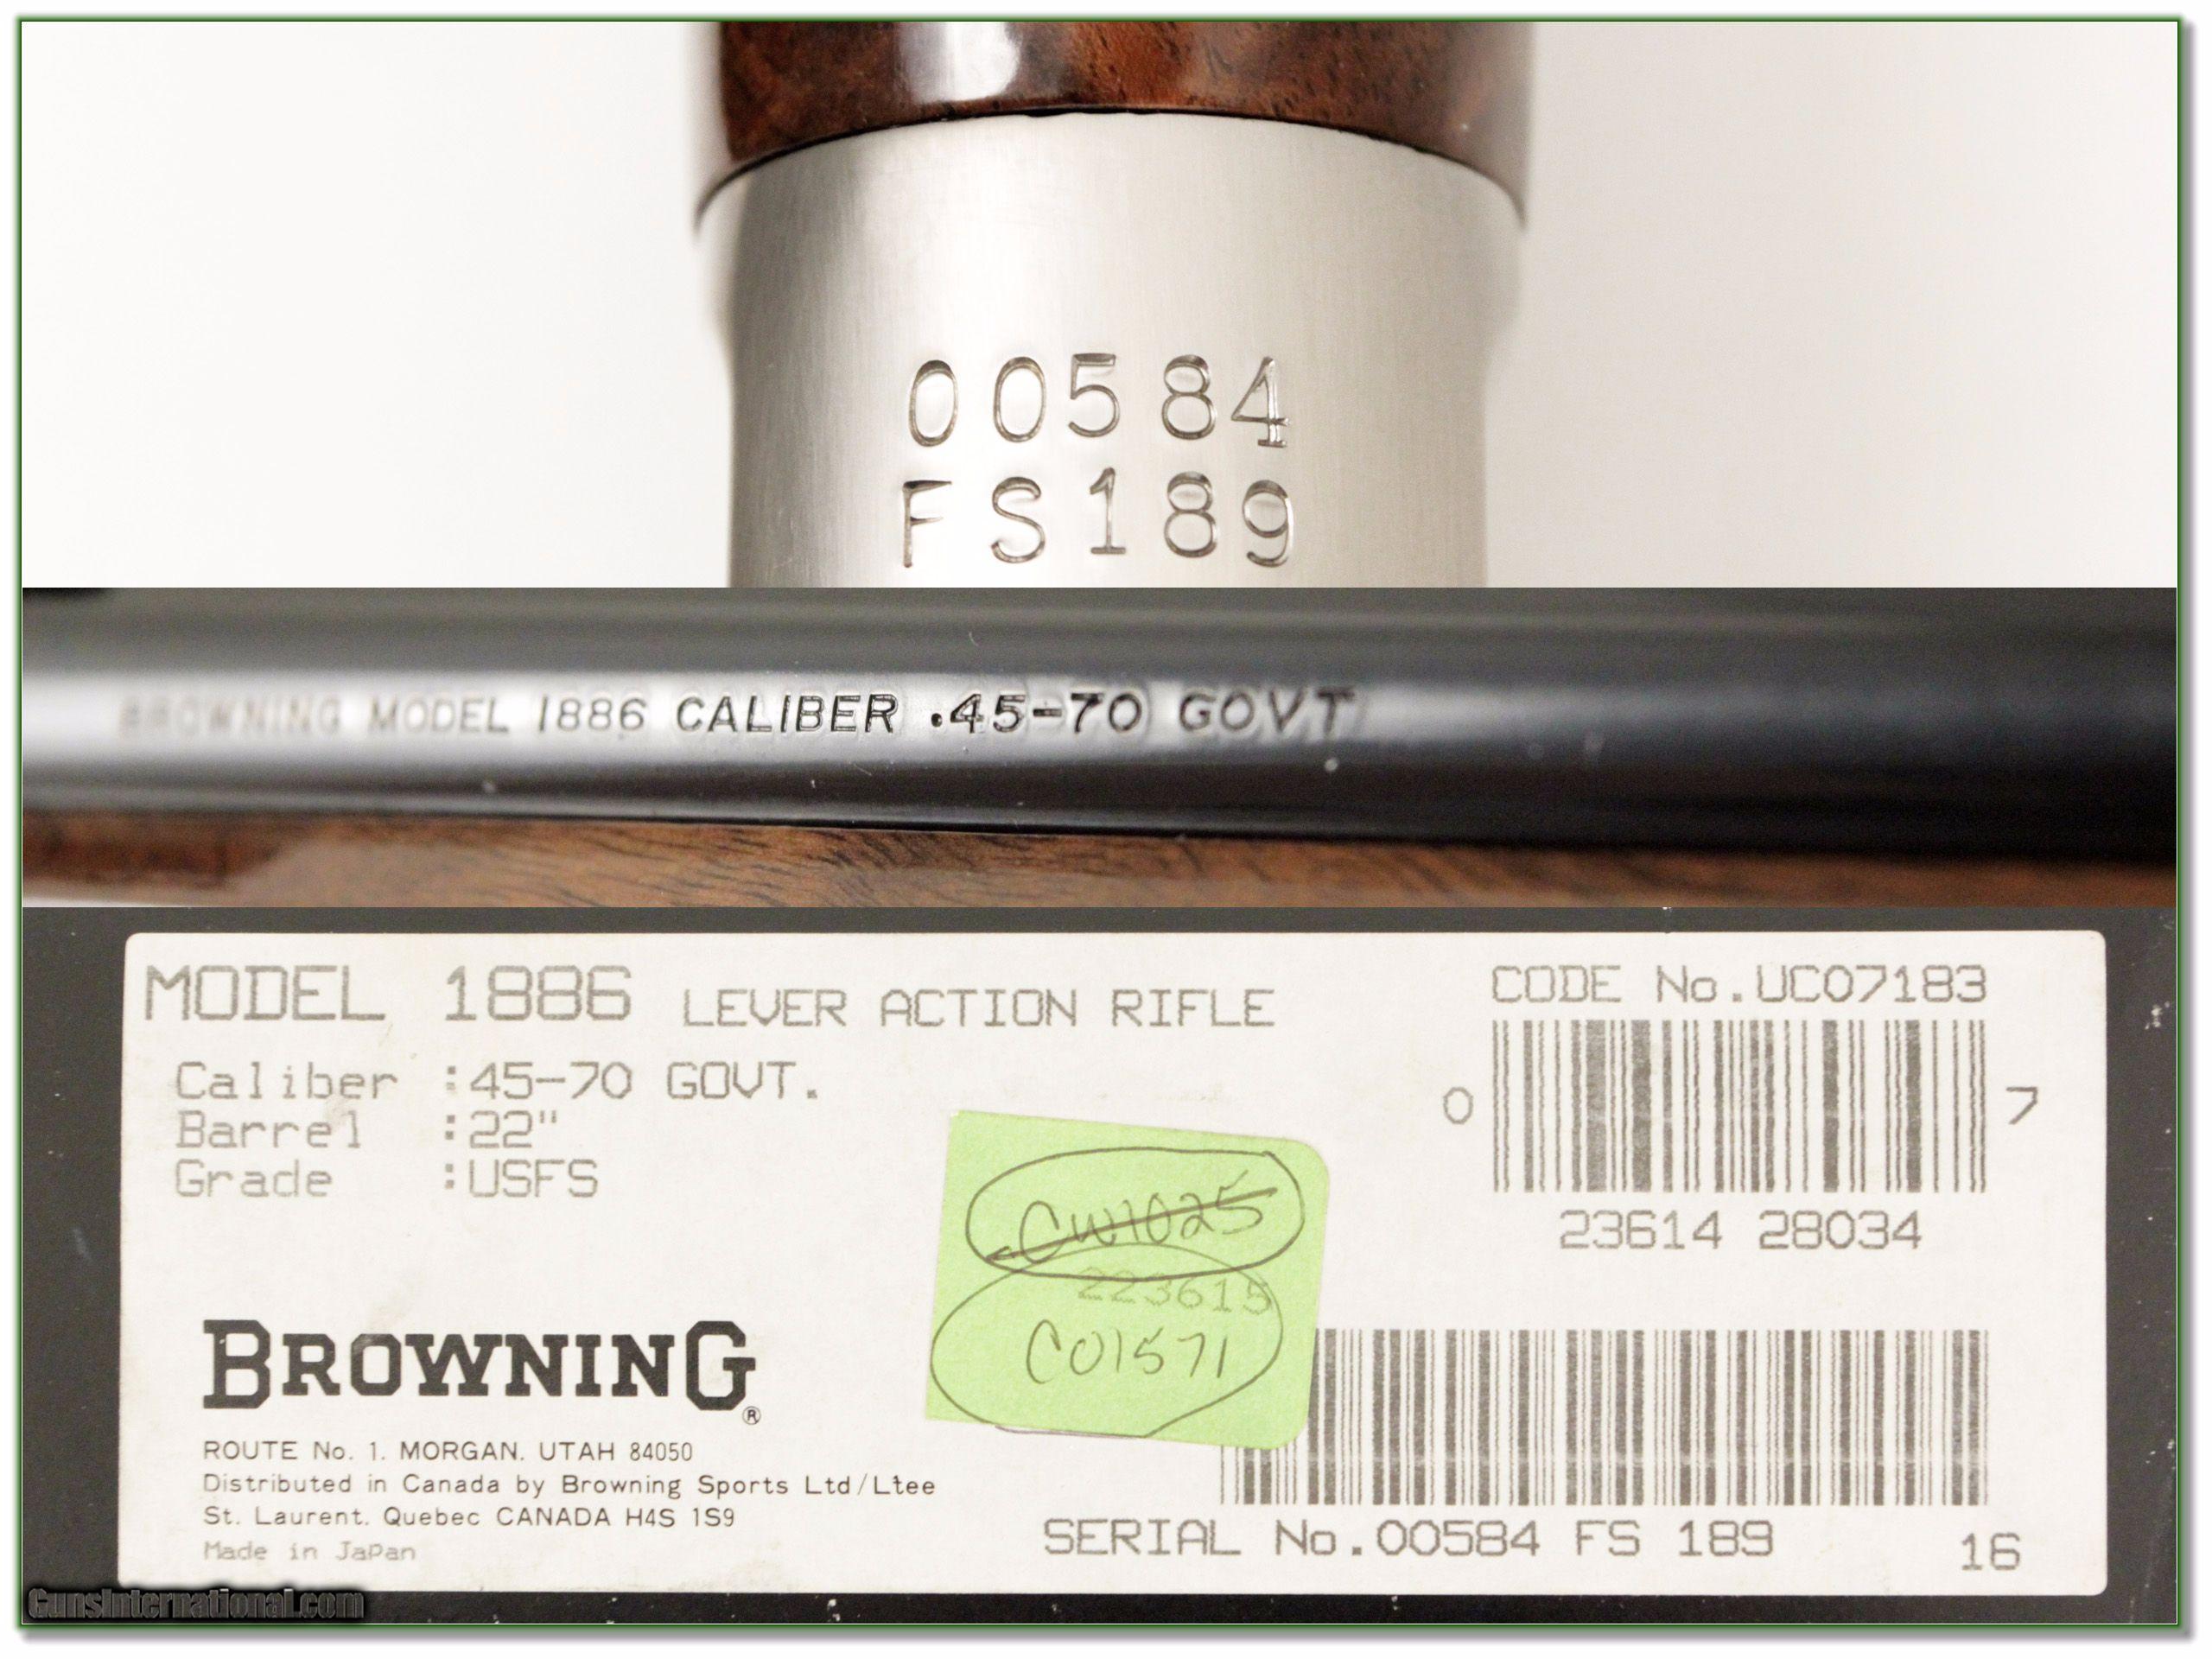 00584
FS189
BROWNING MODEL 1886 CALIBER .45-70 GOVT
MODEL 1886 LEVER ACTION RIFLE
Caliber :45-70 GOVT.
Barrel :22"
Grade :USFS
CODE No.UC07183
0 7
23614 28034
CW1025
223615
C01571
BROWNING®
ROUTE No. 1. MORGAN. UTAH 84050
Distributed in Canada by Browning Sports Ltd/Ltee
St. Laurent. Quebec CANADA H4S 1S9
Made in Japan
SERIAL No.00584 FS 189
16
GunsInternational.com